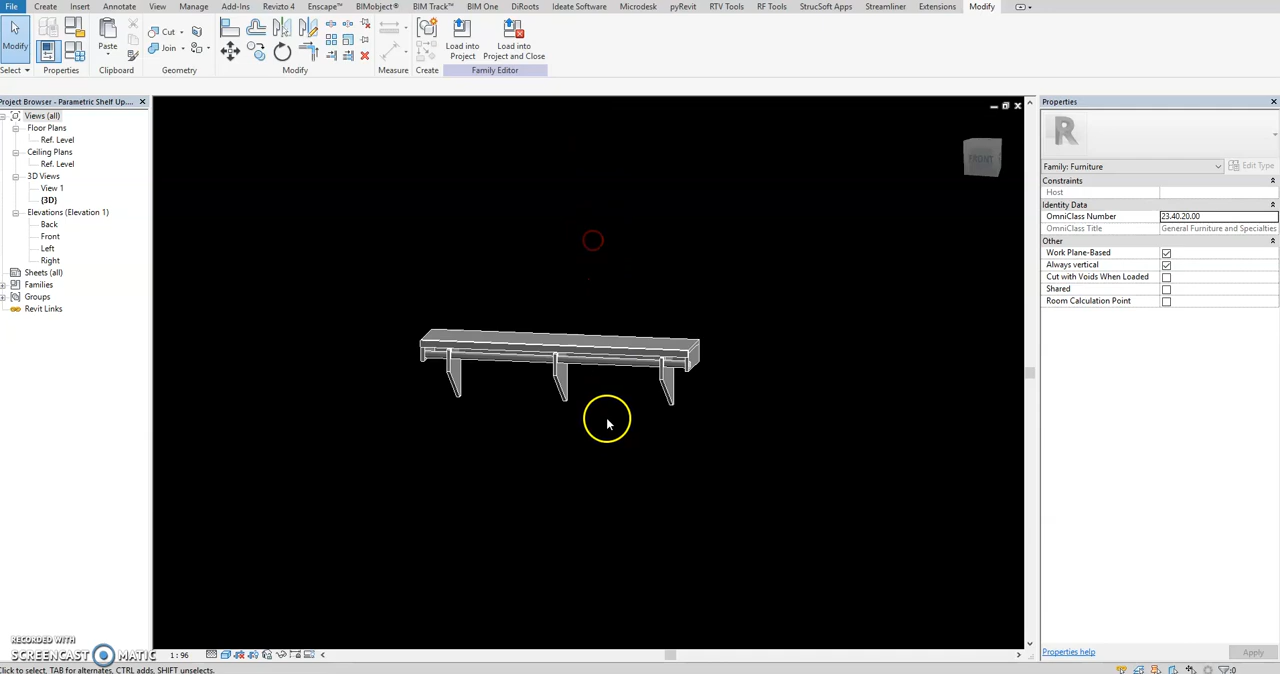 File Create Insert Annotate View Manage Add-Ins Revizto 4 Enscape™ BIMobject® BIM Track™ BIM One DiRoots Ideate Software Microdesk pyRevit RTV Tools RF Tools StrucSoft Apps Streamliner Extensions Modify
Modify
Paste
Cut
Join
Load into
Project
Load into
Project and Close
Select Properties Clipboard Geometry Modify Measure Create Family Editor
Project Browser - Parametric Shelf Up....
Views (all)
Floor Plans
Ref. Level
Ceiling Plans
Ref. Level
3D Views
View 1
{3D}
Elevations (Elevation 1)
Back
Front
Left
Right
Sheets (all)
Families
Groups
Revit Links
FRONT
Properties
R
Family: Furniture
Edit Type
Constraints
Host
Identity Data
OmniClass Number 23.40.20.00
OmniClass Title General Furniture and Specialties
Other
Work Plane-Based
Always vertical
Cut with Voids When Loaded
Shared
Room Calculation Point
Properties help
Apply
RECORDED WITH
SCREENCAST MATIC
1 : 96
Click to select, TAB for alternates, CTRL adds, SHIFT unselects.
:0